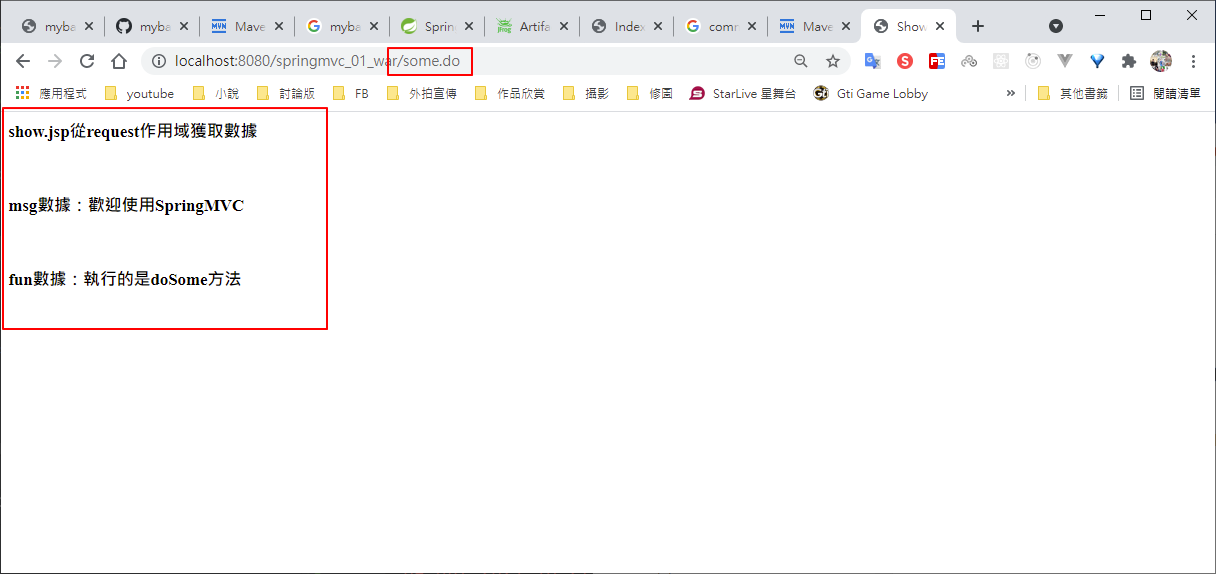 myba
myba
Mave
myba
Sprin
Artifa
Index
comr
Mave
Show
localhost:8080/springmvc_01_war/some.do
應用程式
youtube
小說
討論版
FB
外拍宣傳
作品欣賞
攝影
修圖
StarLive 星舞台
Gti Game Lobby
»
其他書籤
閱讀清單
show.jsp從request作用域獲取數據
msg數據：歡迎使用SpringMVC
fun數據：執行的是doSome方法